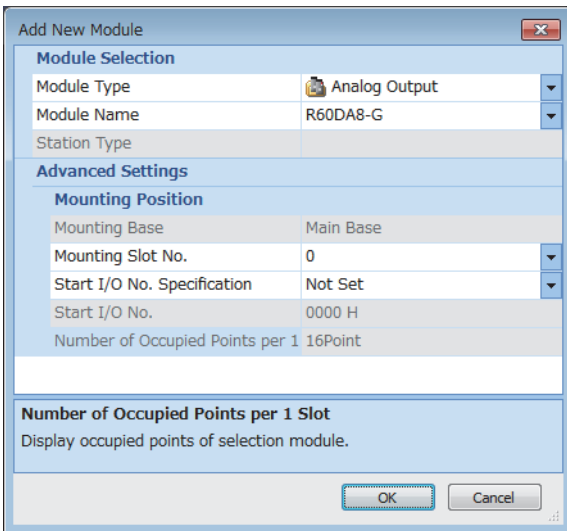 Add New Module
Module Selection
Module Type Analog Output
Module Name R60DA8-G
Station Type
Advanced Settings
Mounting Position
Mounting Base Main Base
Mounting Slot No. 0
Start I/O No. Specification Not Set
Start I/O No. 0000 H
Number of Occupied Points per 1 16Point
Number of Occupied Points per 1 Slot
Display occupied points of selection module.
OK Cancel